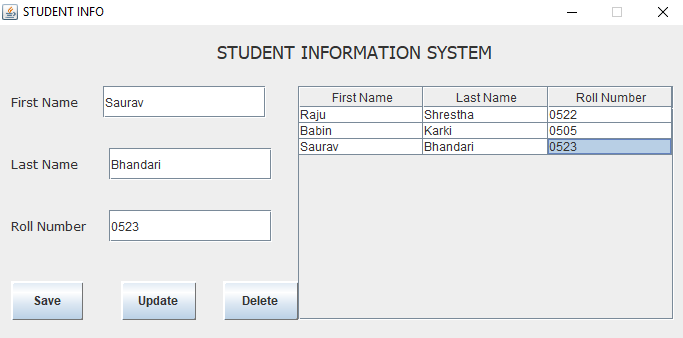 STUDENT INFO
STUDENT INFORMATION SYSTEM
First Name Saurav
Last Name Bhandari
Roll Number 0523
Save Update Delete
First Name Last Name Roll Number
Raju Shrestha 0522
Babin Karki 0505
Saurav Bhandari 0523